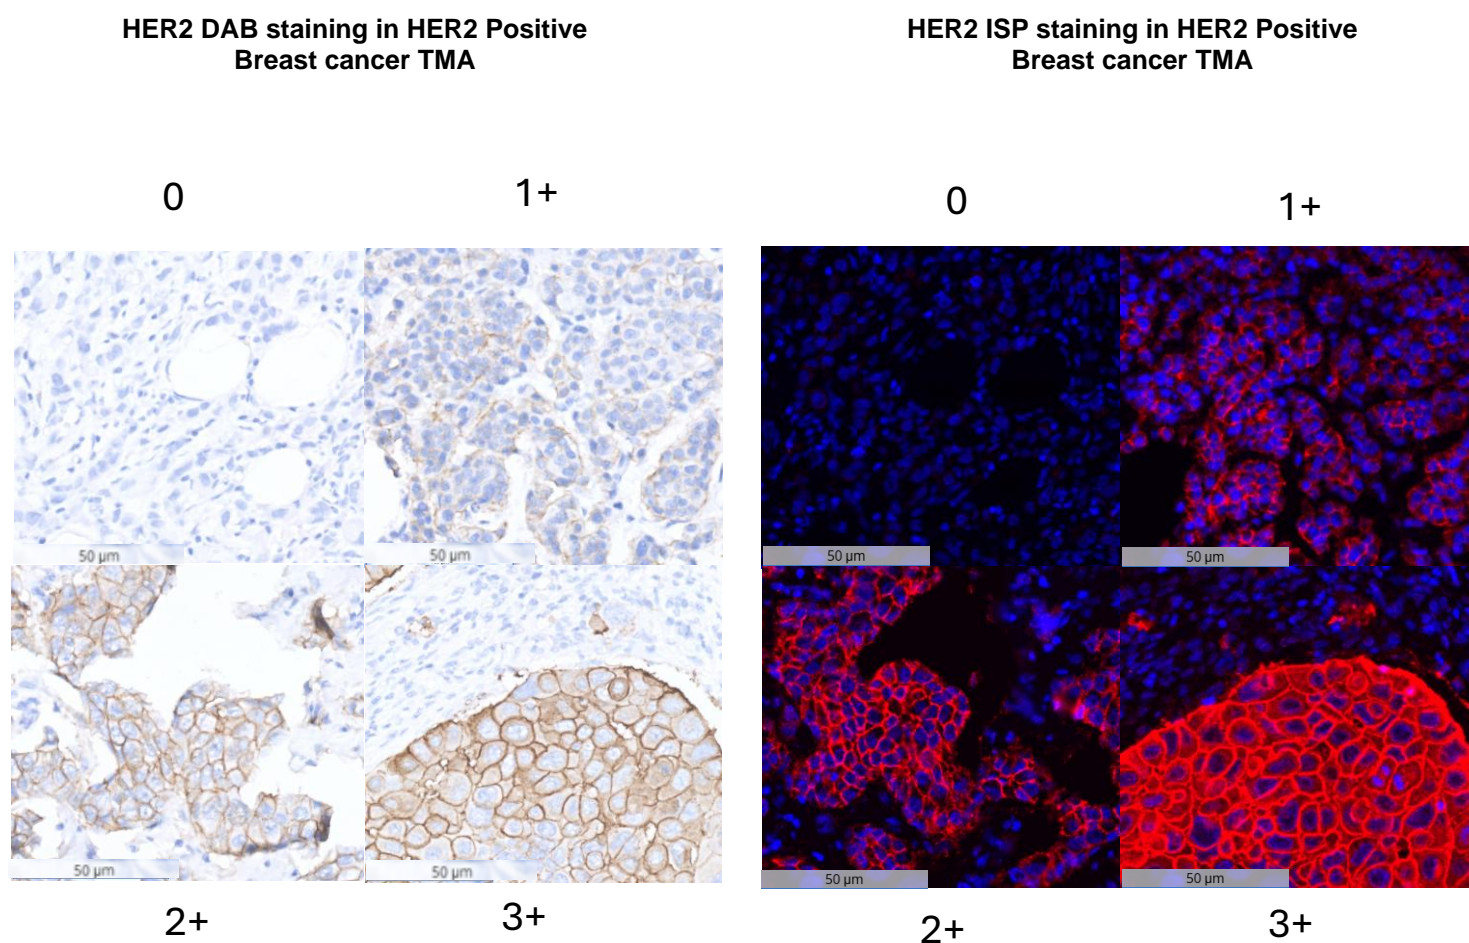 HER2 DAB staining in HER2 Positive
Breast cancer TMA
HER2 ISP staining in HER2 Positive
Breast cancer TMA
0
1+
0
1+
50 µm
50 µm
50 µm
50 µm
50 µm
50 µm
50 µm
50 µm
2+
3+
2+
3+